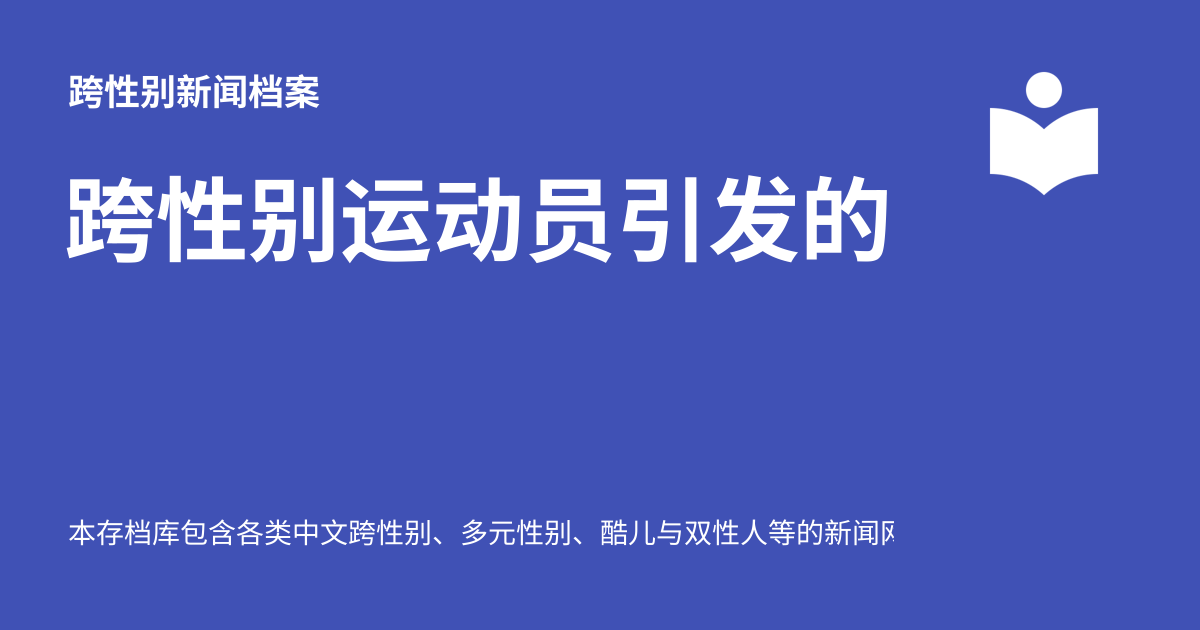 跨性别新闻档案
跨性别运动员引发的
本存档库包含各类中文跨性别、多元性别、酷儿与双性人等的新闻